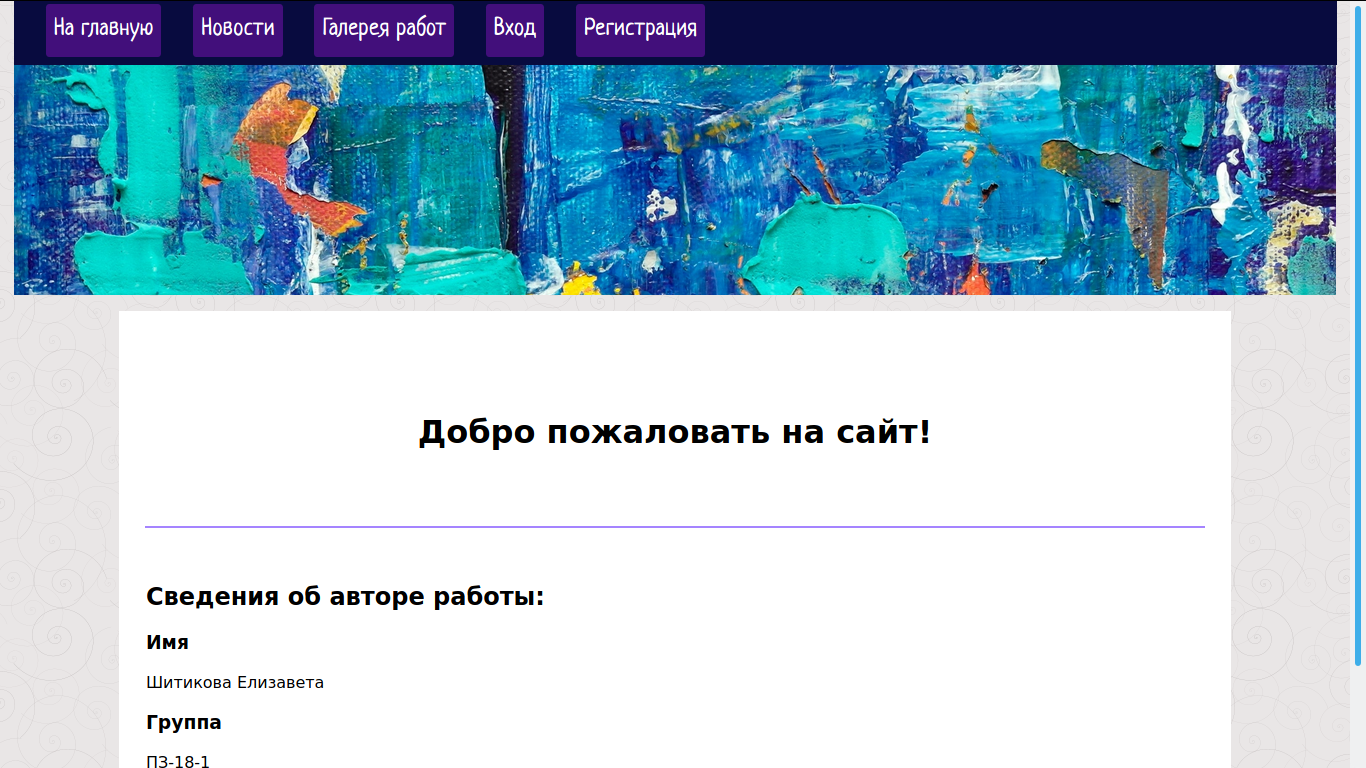 На главную Новости Галерея работ Вход Регистрация
Добро пожаловать на сайт!
Сведения об авторе работы:
Имя
Шитикова Елизавета
Группа
ПЗ-18-1